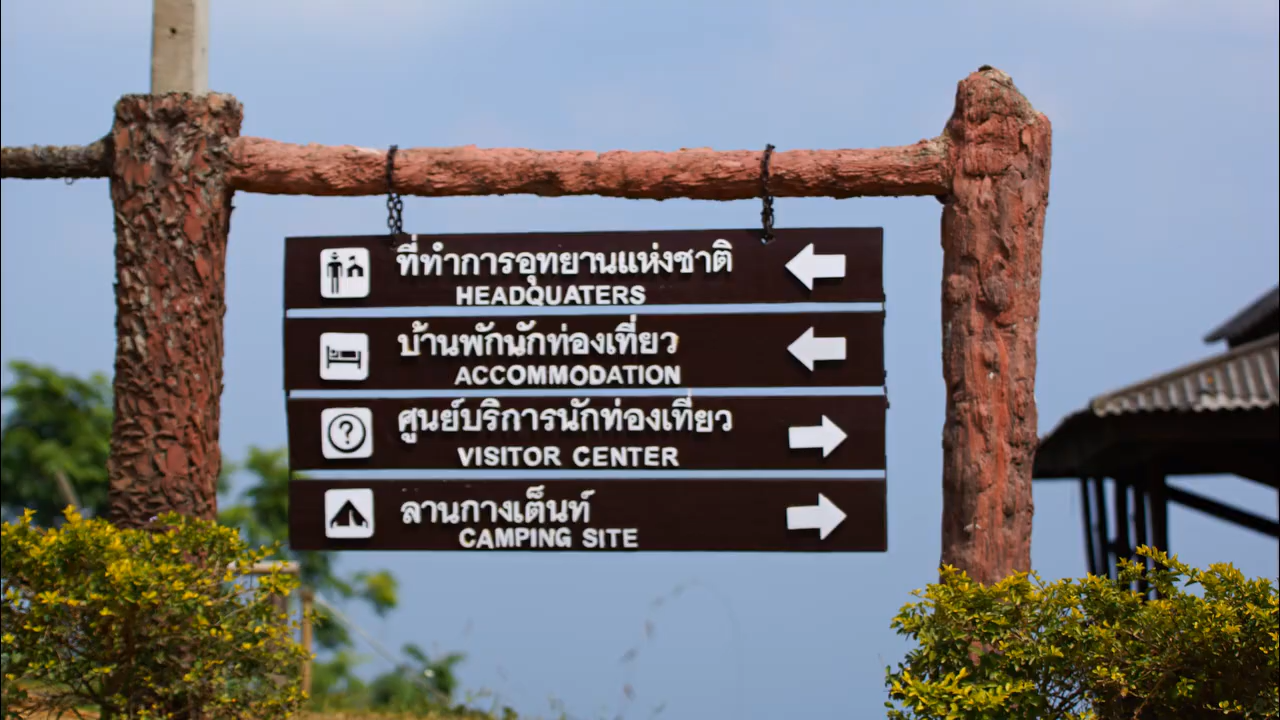 ที่ทำการอุทยานแห่งชาติ
HEADQUATERS
บ้านพักนักท่องเที่ยว
ACCOMMODATION
ศูนย์บริการนักท่องเที่ยว
VISITOR CENTER
ลานกางเต็นท์
CAMPING SITE